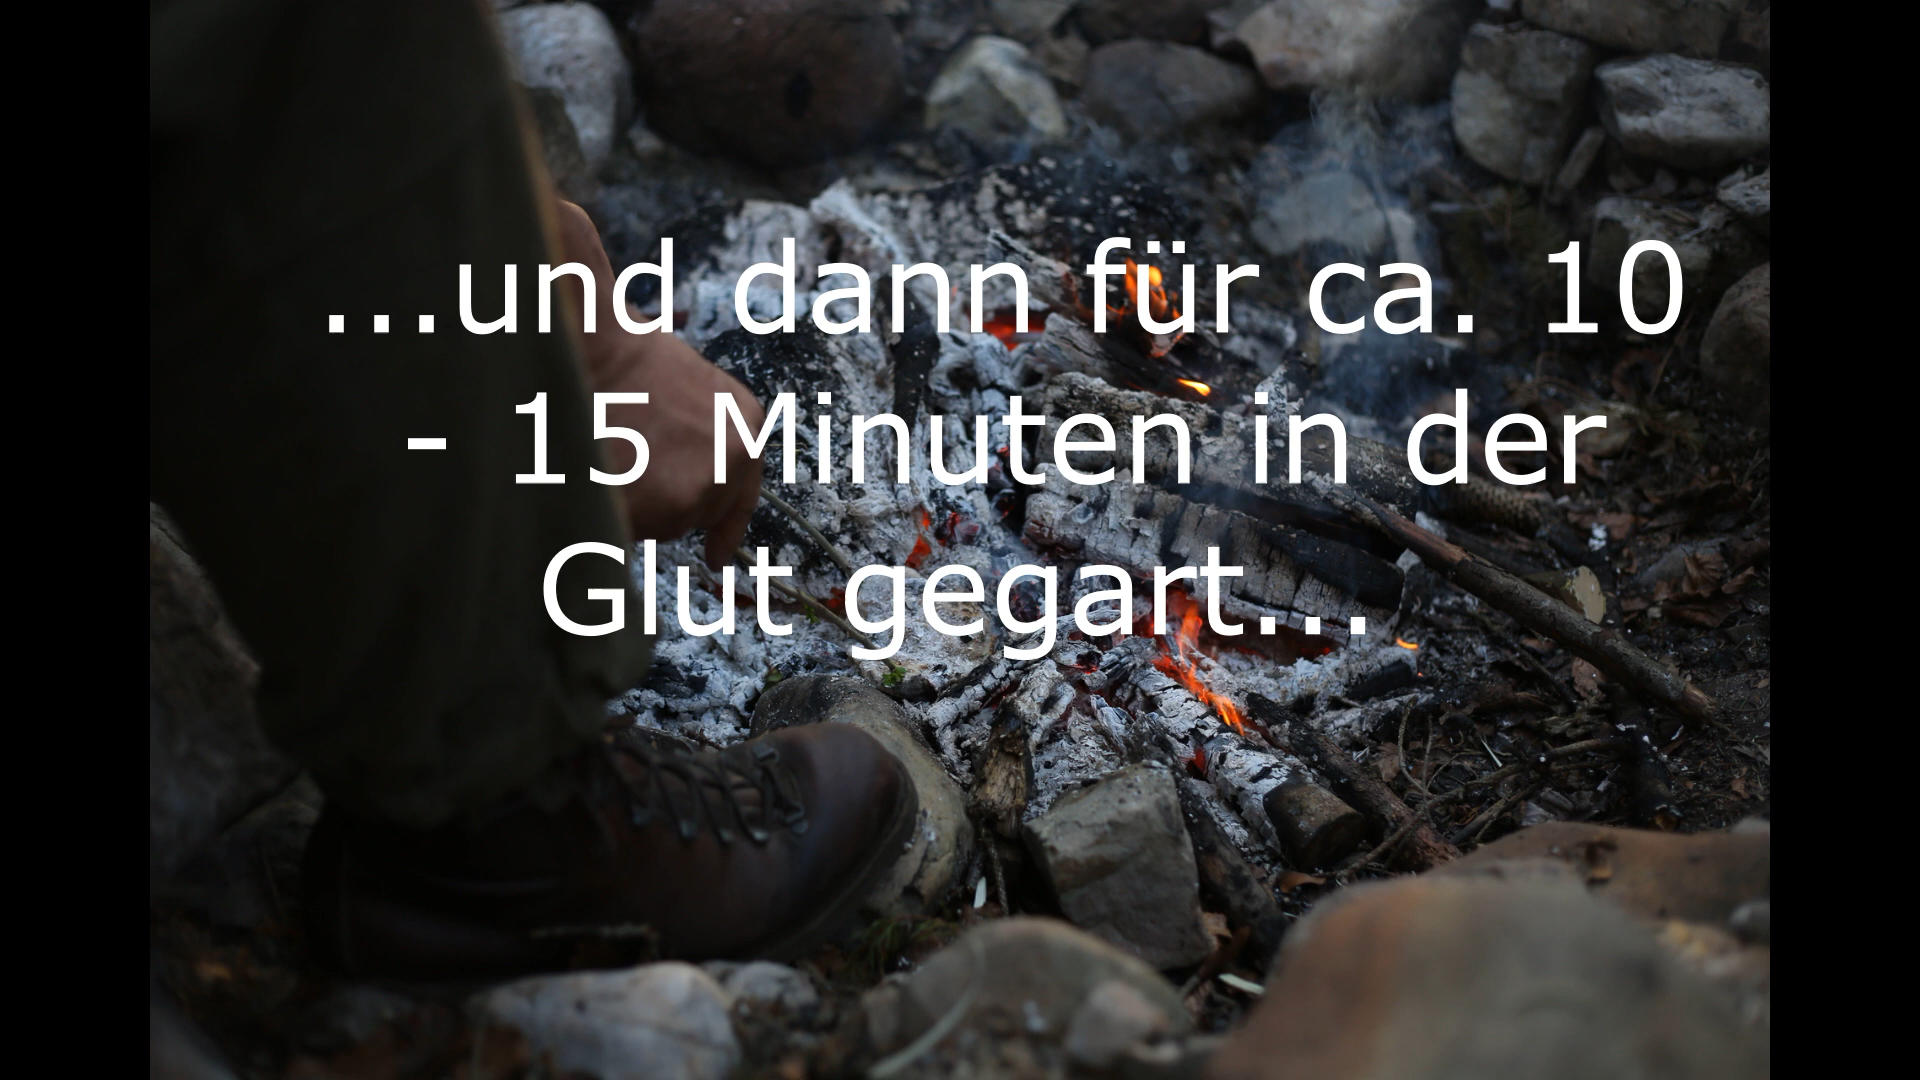 ...und dann für ca. 10
- 15 Minuten in der
Glut gegart...